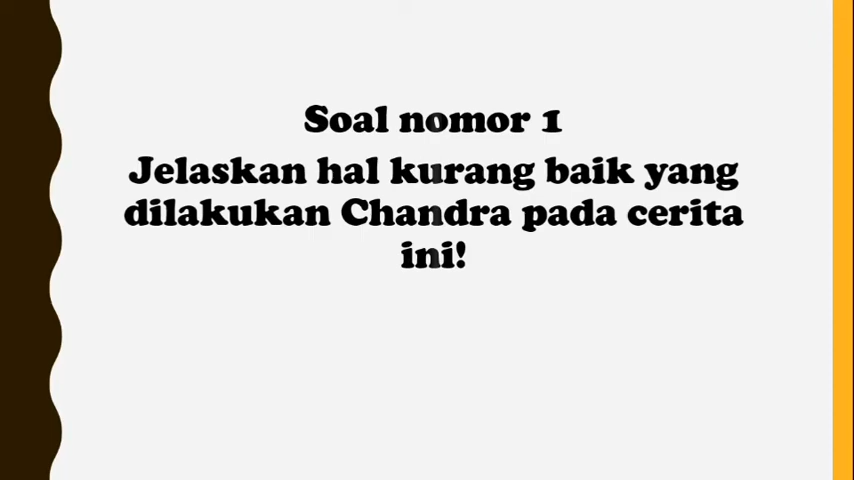 Soal nomor 1
Jelaskan hal kurang baik yang
dilakukan Chandra pada cerita
ini!